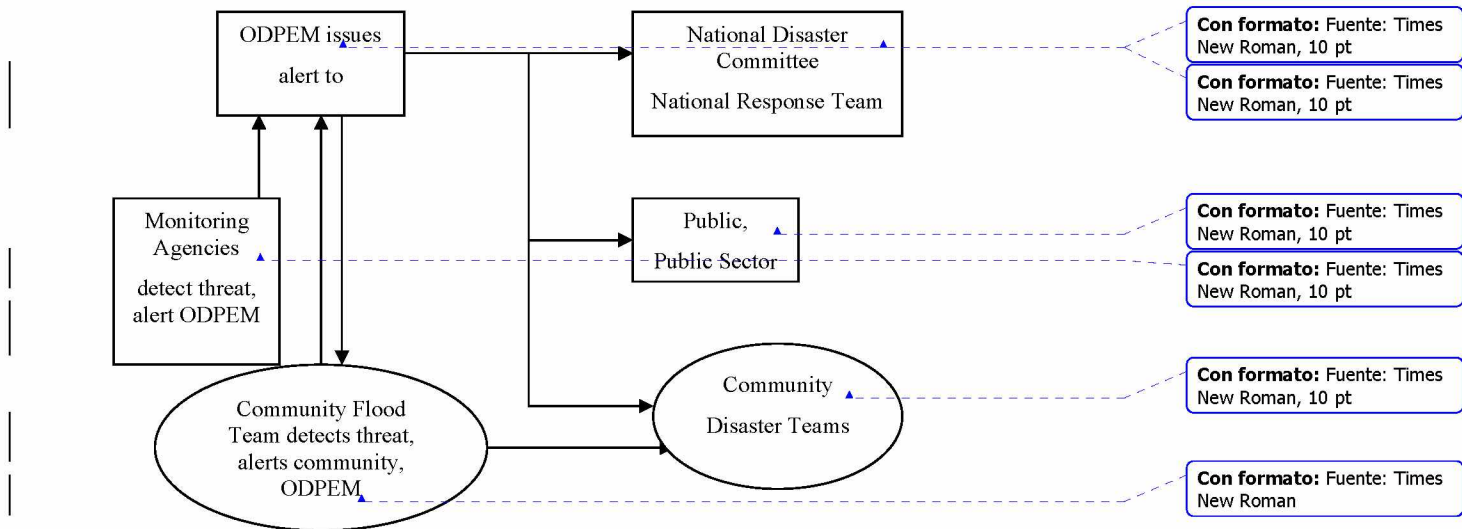 ODPEM issues
alert to
National Disaster
Committee
National Response Team
Con formato: Fuente: Times
New Roman, 10 pt
Con formato: Fuente: Times
New Roman, 10 pt
Monitoring
Agencies
detect threat,
alert ODPEM
Public,
Public Sector
Con formato: Fuente: Times
New Roman, 10 pt
Con formato: Fuente: Times
New Roman, 10 pt
Community Flood
Team detects threat,
alerts community,
ODPEM
Community
Disaster Teams
Con formato: Fuente: Times
New Roman, 10 pt
Con formato: Fuente: Times
New Roman